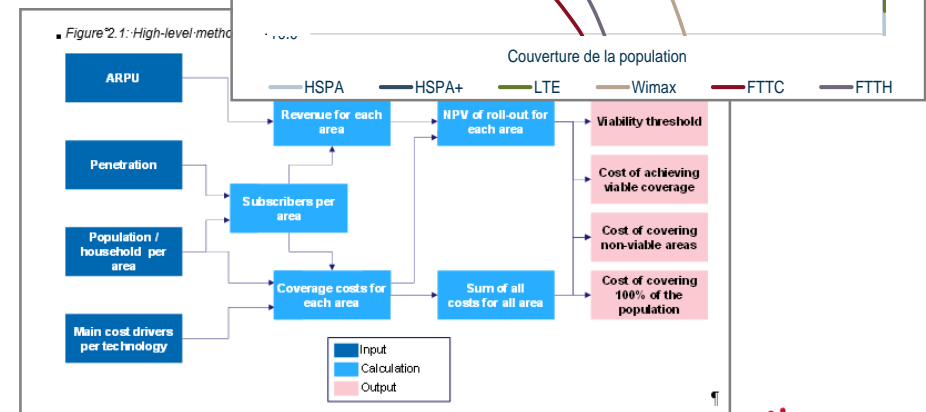 Figure°2.1:·High-level·metho
Couverture de la population
HSPA
HSPA+
LTE
Wimax
FTTC
FTTH
ARPU
Revenue for each
area
NPV of roll-out for
each area
Viability threshold
Penetration
Cost of achieving
viable coverage
Subscribers per
area
Population /
household per
area
Cost of covering
non-viable areas
Coverage costs for
each area
Sum of all
costs for all area
Cost of covering
100% of the
population
Main cost drivers
per technology
Input
Calculation
Output
¶